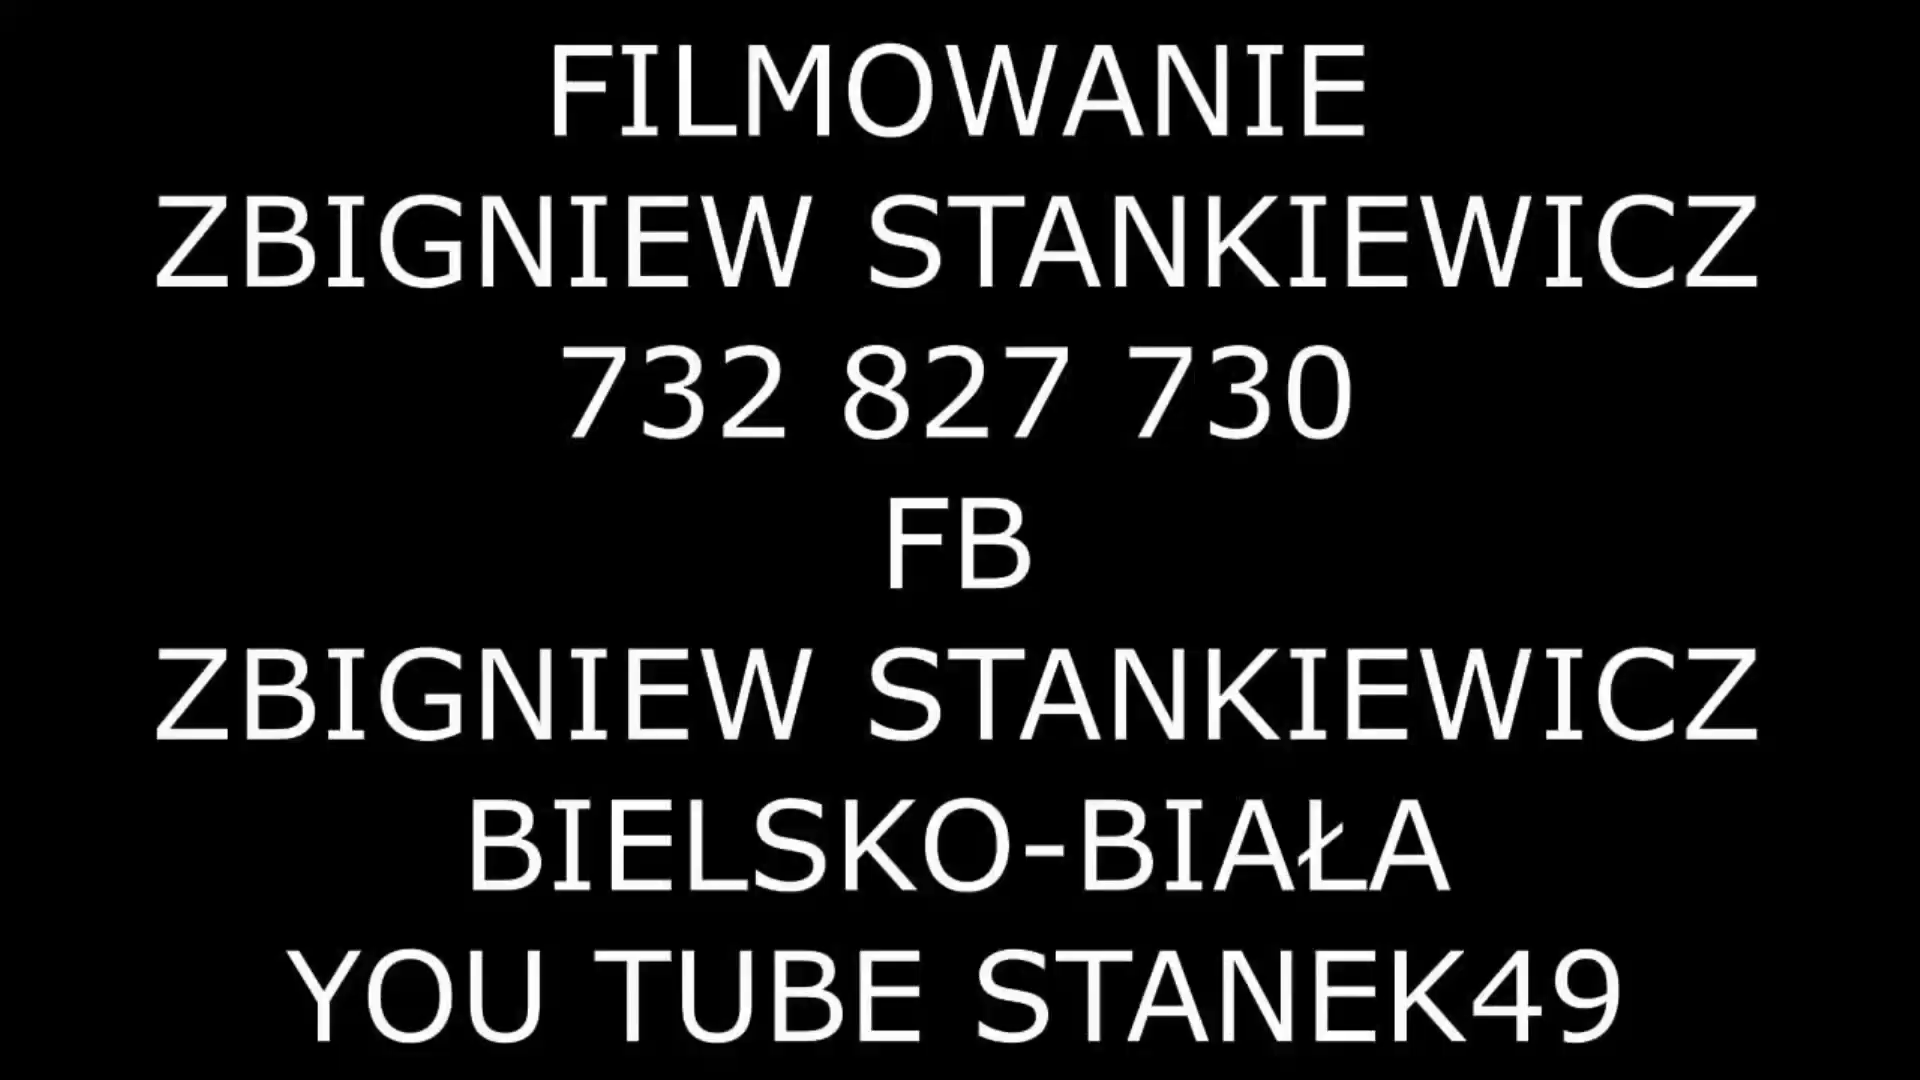 FILMOWANIE
ZBIGNIEW STANKIEWICZ
732 827 730
FB
ZBIGNIEW STANKIEWICZ
BIELSKO-BIAŁA
YOU TUBE STANEK49